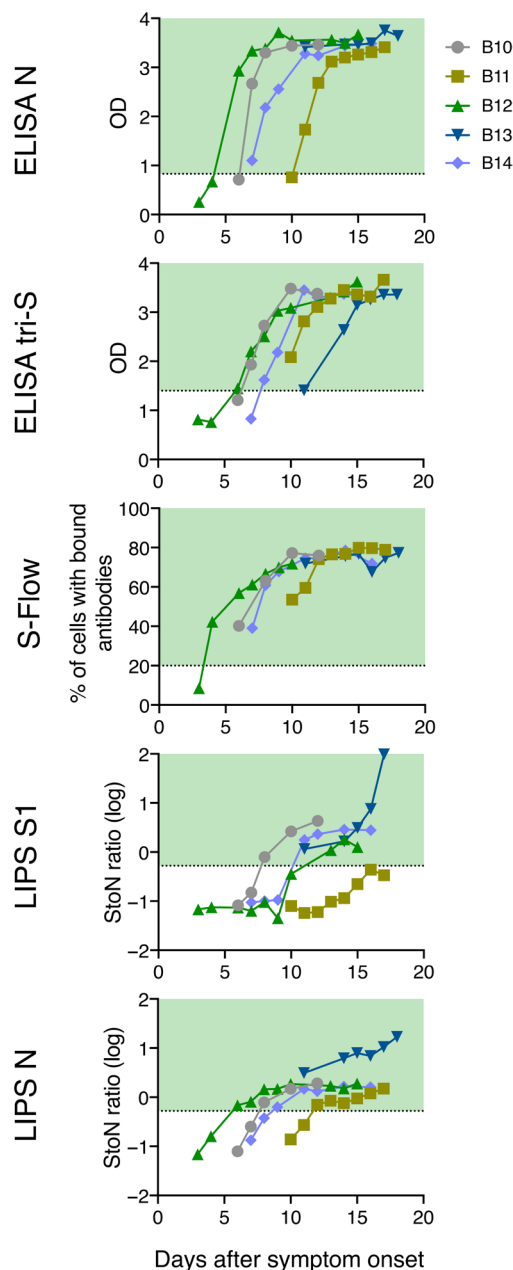 ELISA N
OD
4
3
2
1
0
0 5 10 15 20
B10
B11
B12
B13
B14
ELISA tri-S
OD
4
3
2
1
0
0 5 10 15 20
S-Flow
% of cells with bound
antibodies
100
80
60
40
20
0
0 5 10 15 20
LIPS S1
StoN ratio (log)
2
1
0
−1
−2
0 5 10 15 20
LIPS N
StoN ratio (log)
2
1
0
−1
−2
0 5 10 15 20
Days after symptom onset